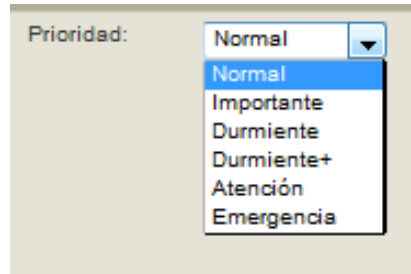 Prioridad: Normal
Normal
Importante
Durmiente
Durmiente+
Atención
Emergencia